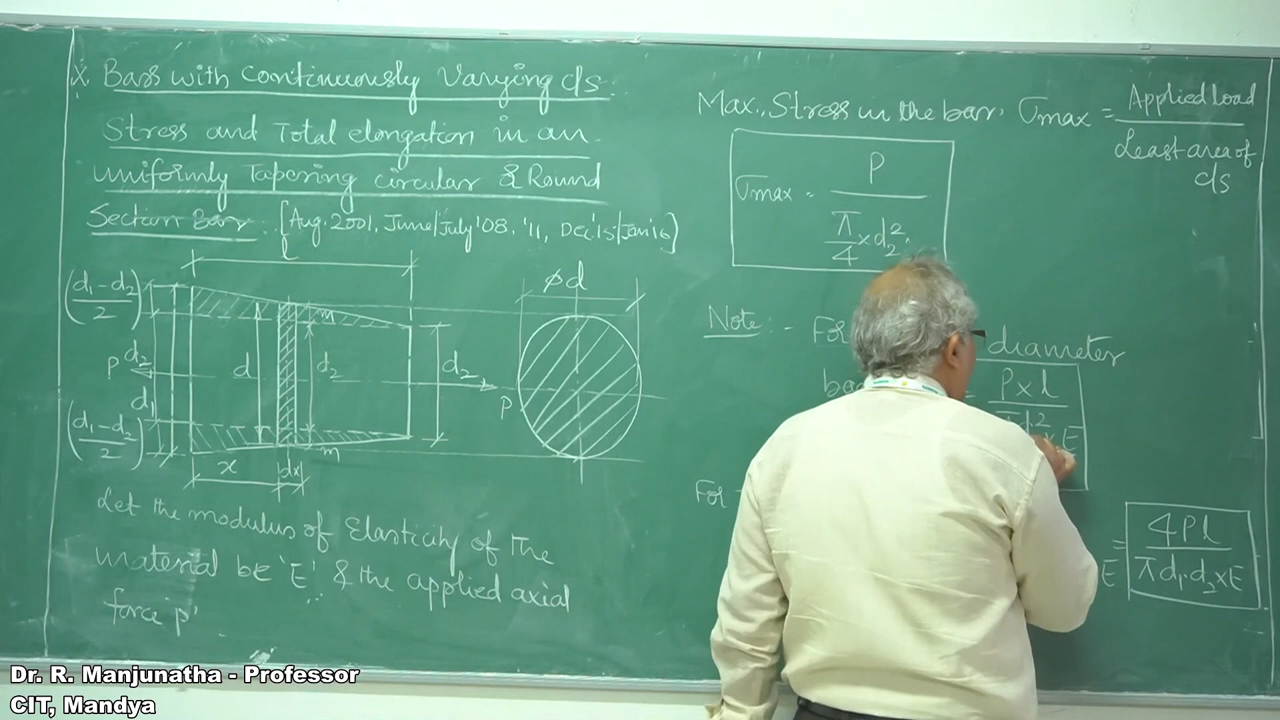 X. Bars with Continuously Varying c/s.
Stress and Total elongation in an
uniformly Tapering circular & Round
Section Bar :- [Aug. 2001, June/July '08, '11, Dec.'15/Jan'16]
(d₁-d₂)/2
P
d₂
d₁
(d₁-d₂)/2
d
m
d₂
m
d₂
x
dx
P
ϕd
Let the modulus of Elasticity of the
material be 'E' & the applied axial
force 'P'
Max., Stress in the bar, σmax = Applied load / Least area of c/s
σmax = P / (π/4 × d₂²)
Note :- For diameter
= P×l
E
For
E = 4Pl / (πd₁.d₂×E)
Dr. R. Manjunatha - Professor
CIT, Mandya